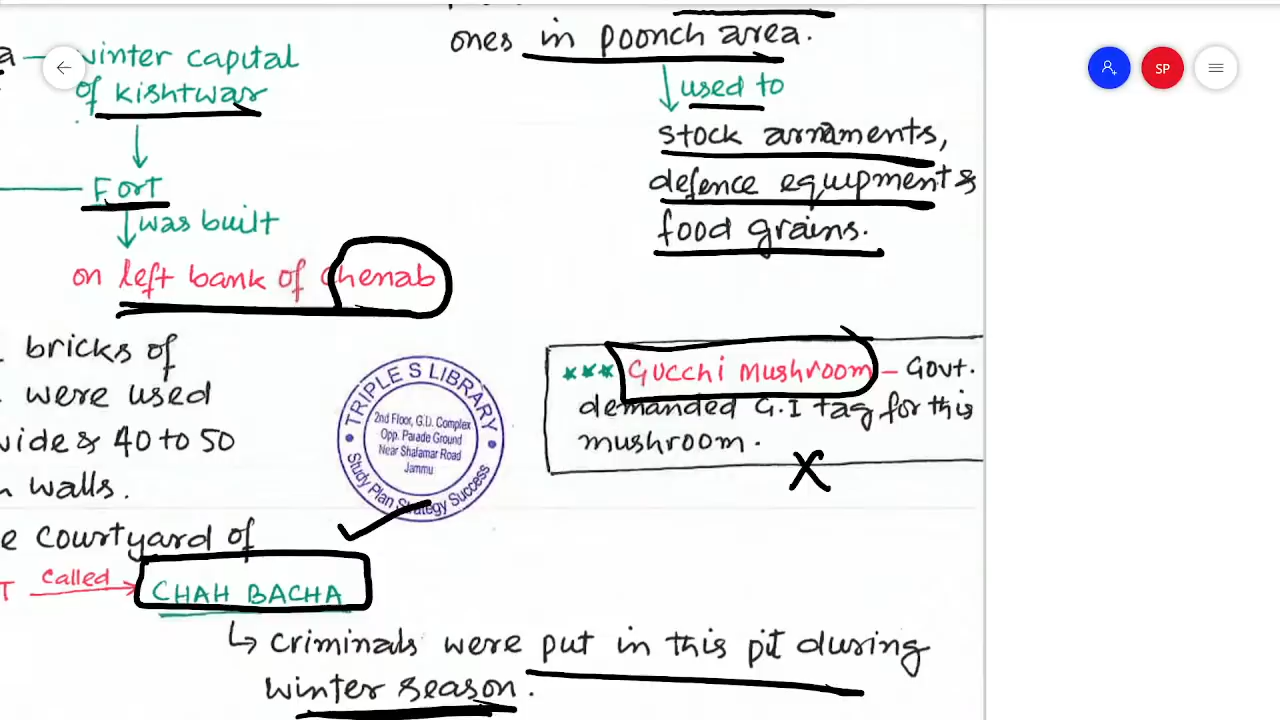 ones in poonch area.
a — winter capital
of kishtwar
used to
stock arnaments,
defence equipment &
food grains.
Fort
was built
on left bank of Chenab
bricks of
were used
wide & 40 to 50
walls.
TRIPLE S LIBRARY
2nd Floor, G.D. Complex
Opp. Parade Ground
Near Shalamar Road
Jammu
Study Plan Strategy Success
*** Gucchi Mushroom – Govt.
demanded G.I tag for this
mushroom.
e courtyard of
T called CHAH BACHA
criminals were put in this pit during
winter season.
SP